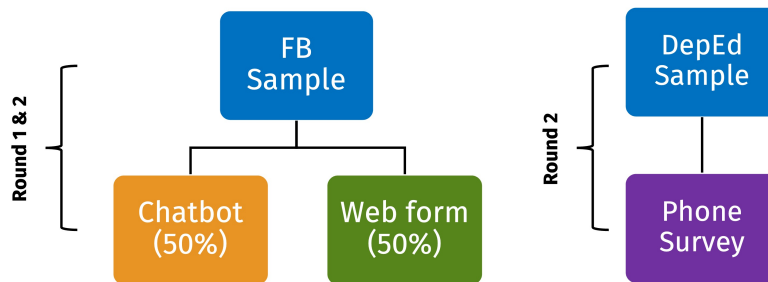 Round 1 & 2
FB
Sample
Chatbot
(50%)
Web form
(50%)
Round 2
DepEd
Sample
Phone
Survey